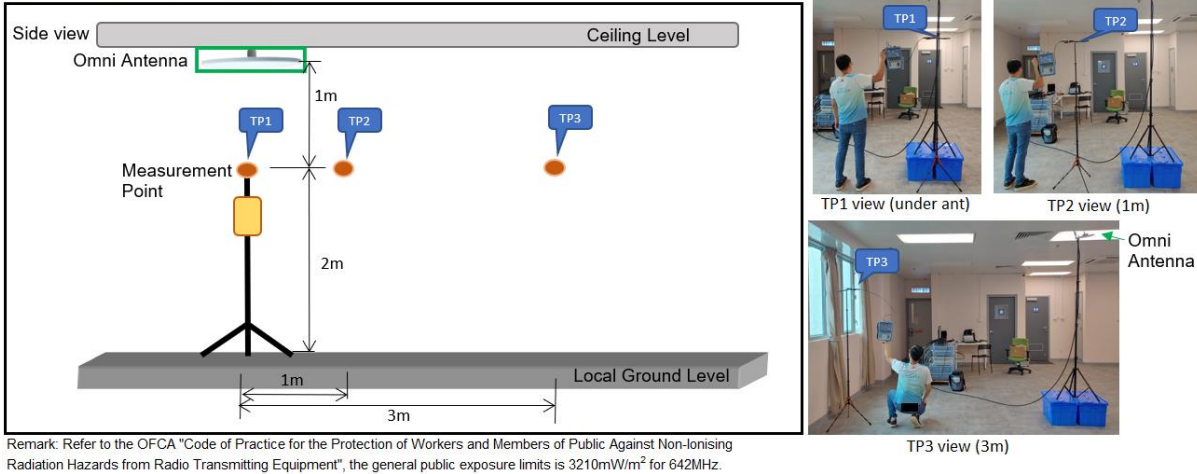 Side view
Ceiling Level
Omni Antenna
1m
TP1
TP2
TP3
Measurement
Point
2m
Local Ground Level
1m
3m
Remark: Refer to the OFCA "Code of Practice for the Protection of Workers and Members of Public Against Non-Ionising
Radiation Hazards from Radio Transmitting Equipment", the general public exposure limits is 3210mW/m² for 642MHz.
TP1
TP1 view (under ant)
TP2
TP2 view (1m)
TP3
Omni
Antenna
TP3 view (3m)